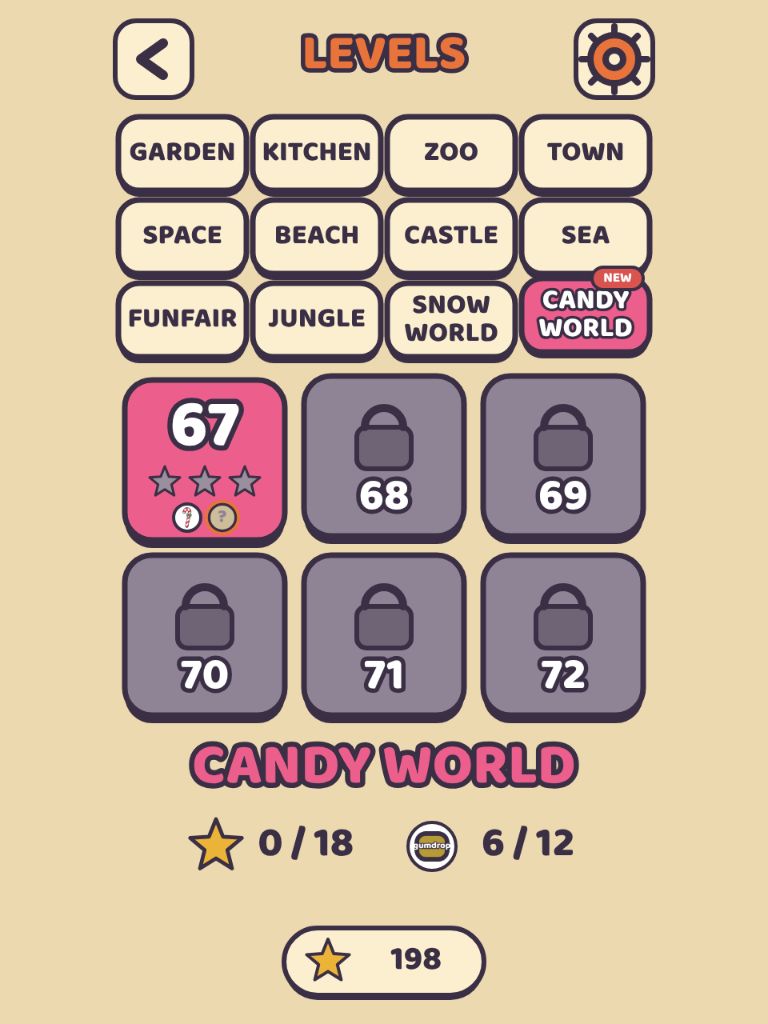 LEVELS
GARDEN KITCHEN ZOO TOWN
SPACE BEACH CASTLE SEA
NEW
FUNFAIR JUNGLE SNOW WORLD CANDY WORLD
67 68 69
?
70 71 72
CANDY WORLD
0 / 18 gumdrop 6 / 12
198